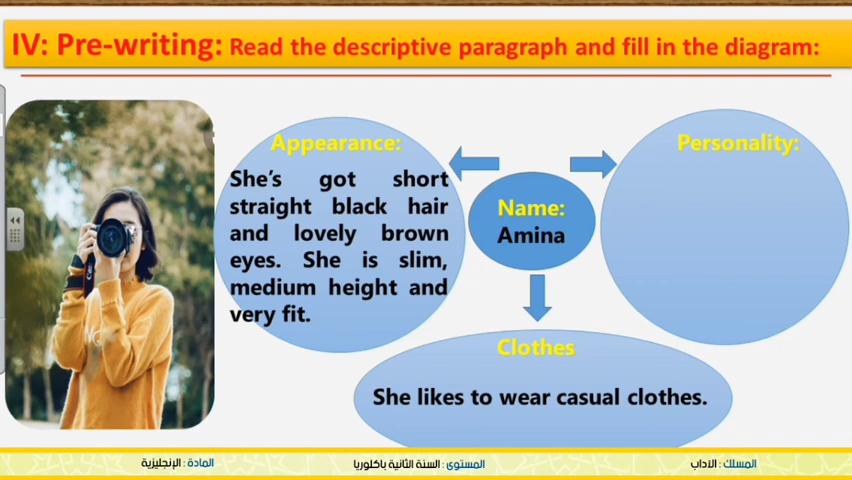 IV: Pre-writing: Read the descriptive paragraph and fill in the diagram:
Appearance:
She's got short
straight black hair
and lovely brown
eyes. She is slim,
medium height and
very fit.
Name:
Amina
Personality:
Clothes
She likes to wear casual clothes.
المسلك : الآداب
المستوى : السنة الثانية باكلوريا
المادة : الإنجليزية